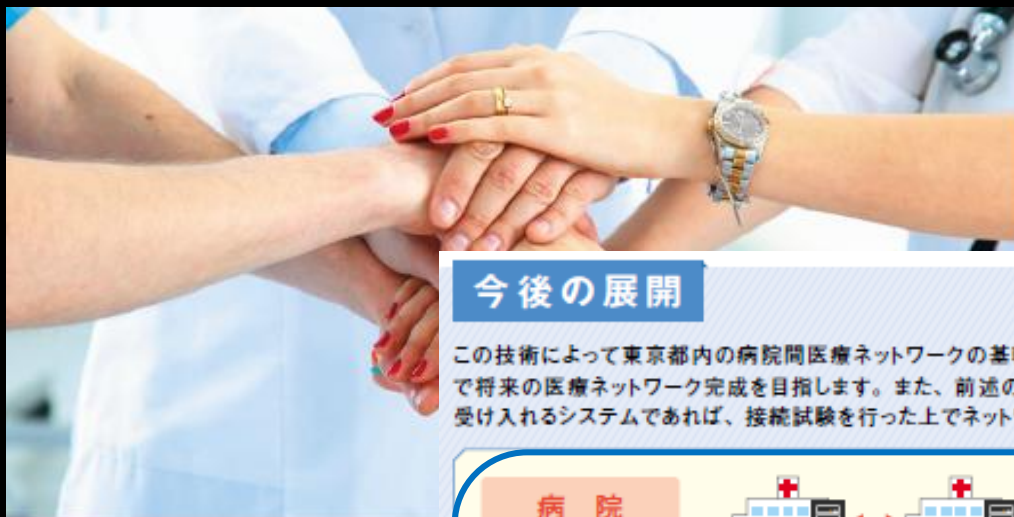 今後の展開
この技術によって東京都内の病院間医療ネットワークの基
で将来の医療ネットワーク完成を目指します。また、前述の
受け入れるシステムであれば、接続試験を行った上でネット
病院